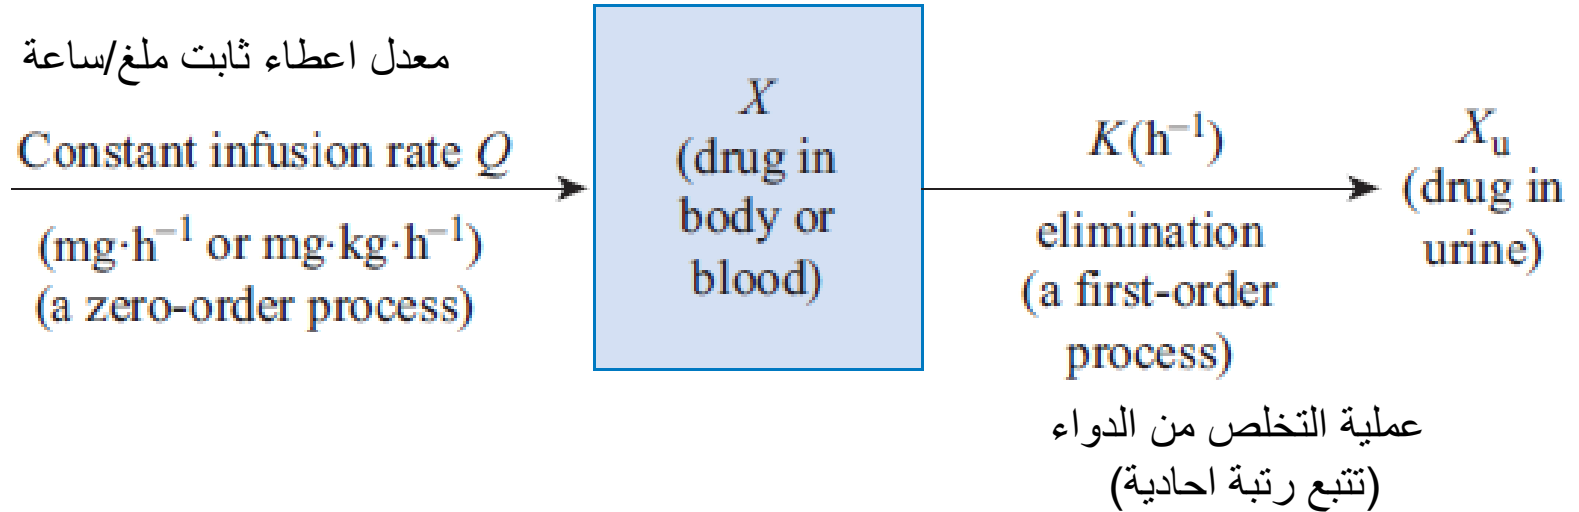 معدل اعطاء ثابت ملغ/ساعة
Constant infusion rate Q
(mg·h⁻¹ or mg·kg·h⁻¹)
(a zero-order process)
X
(drug in
body or
blood)
K(h⁻¹)
elimination
(a first-order
process)
عملية التخلص من الدواء
(تتبع رتبة احادية)
Xᵤ
(drug in
urine)